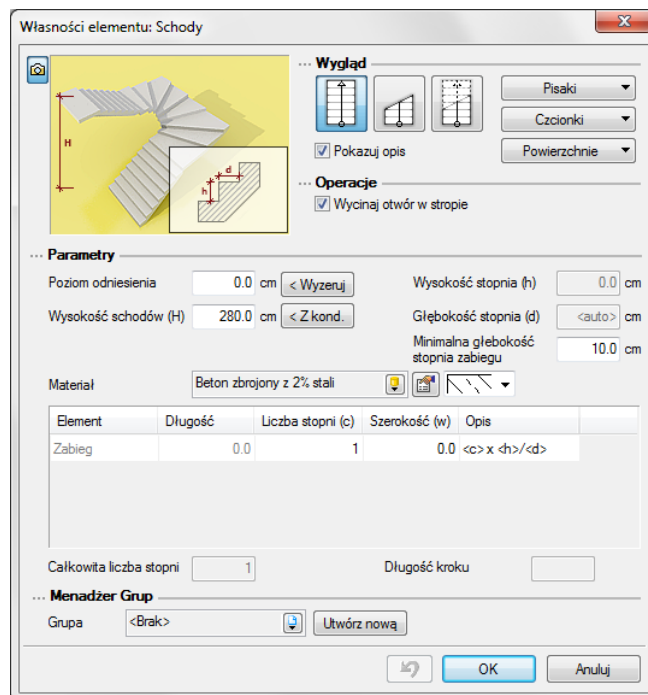 Własności elementu: Schody
H
d
h
Wygląd
Pisaki
Czcionki
Pokazuj opis
Powierzchnie
Operacje
Wycinaj otwór w stropie
Parametry
Poziom odniesienia 0.0 cm < Wyzeruj
Wysokość stopnia (h) 0.0 cm
Wysokość schodów (H) 280.0 cm < Z kond.
Głębokość stopnia (d) <auto> cm
Minimalna głębokość
stopnia zabiegu 10.0 cm
Materiał Beton zbrojony z 2% stali
Element Długość Liczba stopni (c) Szerokość (w) Opis
Zabieg 0.0 1 0.0 <c> x <h>/<d>
Całkowita liczba stopni 1 Długość kroku
Menadżer Grup
Grupa <Brak> Utwórz nową
OK Anuluj